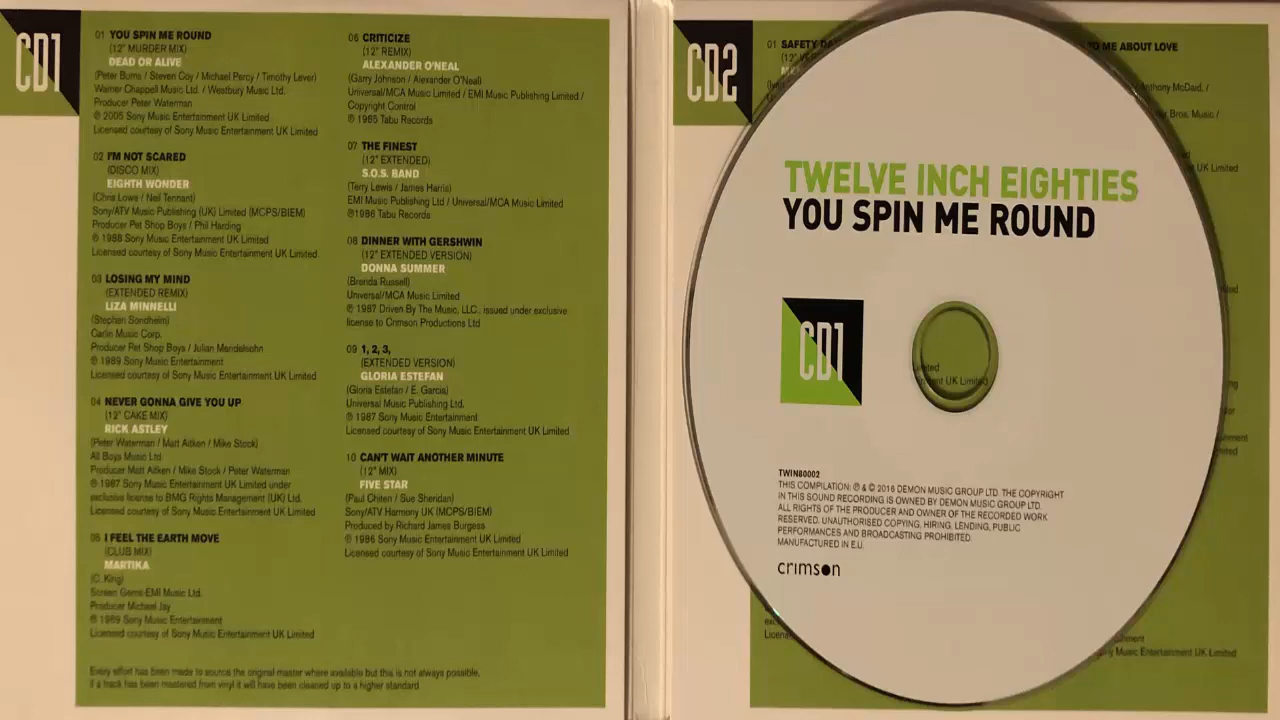 CD1
01 YOU SPIN ME ROUND
(12" MURDER MIX)
DEAD OR ALIVE
(Peter Burns / Steven Coy / Michael Percy / Timothy Lever)
Warner Chappell Music Ltd. / Westbury Music Ltd.
Producer Peter Waterman
℗ 2005 Sony Music Entertainment UK Limited
Licensed courtesy of Sony Music Entertainment UK Limited
02 I'M NOT SCARED
(DISCO MIX)
EIGHTH WONDER
(Chris Lowe / Neil Tennant)
Sony/ATV Music Publishing (UK) Limited (MCPS/BIEM)
Producer Pet Shop Boys / Phil Harding
℗ 1988 Sony Music Entertainment UK Limited
Licensed courtesy of Sony Music Entertainment UK Limited.
03 LOSING MY MIND
(EXTENDED REMIX)
LIZA MINNELLI
(Stephen Sondheim)
Carlin Music Corp.
Producer Pet Shop Boys / Julian Mendelsohn
℗ 1989 Sony Music Entertainment
Licensed courtesy of Sony Music Entertainment UK Limited
04 NEVER GONNA GIVE YOU UP
(12" CAKE MIX)
RICK ASTLEY
(Peter Waterman / Matt Aitken / Mike Stock)
All Boys Music Ltd
Producer Matt Aitken / Mike Stock / Peter Waterman
℗ 1987 Sony Music Entertainment UK Limited under
exclusive license to BMG Rights Management (UK) Ltd.
Licensed courtesy of Sony Music Entertainment UK Limited
05 I FEEL THE EARTH MOVE
(CLUB MIX)
MARTIKA
(C. King)
Screen Gems-EMI Music Ltd.
Producer Michael Jay
℗ 1989 Sony Music Entertainment
Licensed courtesy of Sony Music Entertainment UK Limited
Every effort has been made to source the original master where available but this is not always possible,
if a track has been mastered from vinyl it will have been cleaned up to a higher standard.
06 CRITICIZE
(12" REMIX)
ALEXANDER O'NEAL
(Garry Johnson / Alexander O'Neal)
Universal/MCA Music Limited / EMI Music Publishing Limited /
Copyright Control
℗ 1985 Tabu Records
07 THE FINEST
(12" EXTENDED)
S.O.S. BAND
(Terry Lewis / James Harris)
EMI Music Publishing Ltd / Universal/MCA Music Limited
℗1986 Tabu Records
08 DINNER WITH GERSHWIN
(12" EXTENDED VERSION)
DONNA SUMMER
(Brenda Russell)
Universal/MCA Music Limited
℗ 1987 Driven By The Music, LLC., issued under exclusive
license to Crimson Productions Ltd
09 1, 2, 3,
(EXTENDED VERSION)
GLORIA ESTEFAN
(Gloria Estefan / E. Garcia)
Universal Music Publishing Ltd.
℗ 1987 Sony Music Entertainment
Licensed courtesy of Sony Music Entertainment UK Limited
10 CAN'T WAIT ANOTHER MINUTE
(12" MIX)
FIVE STAR
(Paul Chiten / Sue Sheridan)
Sony/ATV Harmony UK (MCPS/BIEM)
Produced by Richard James Burgess
℗ 1986 Sony Music Entertainment UK Limited
Licensed courtesy of Sony Music Entertainment UK Limited
CD2
01 SAFETY
TO ME ABOUT LOVE
Anthony McDaid. /
Bros. Music /
UK Limited
TWELVE INCH EIGHTIES
YOU SPIN ME ROUND
CD1
UK Limited
TWIN80002
THIS COMPILATION: ℗ & © 2016 DEMON MUSIC GROUP LTD. THE COPYRIGHT
IN THIS SOUND RECORDING IS OWNED BY DEMON MUSIC GROUP LTD.
ALL RIGHTS OF THE PRODUCER AND OWNER OF THE RECORDED WORK
RESERVED. UNAUTHORISED COPYING, HIRING, LENDING, PUBLIC
PERFORMANCES AND BROADCASTING PROHIBITED.
MANUFACTURED IN E.U.
crimson
Music Entertainment UK Limited